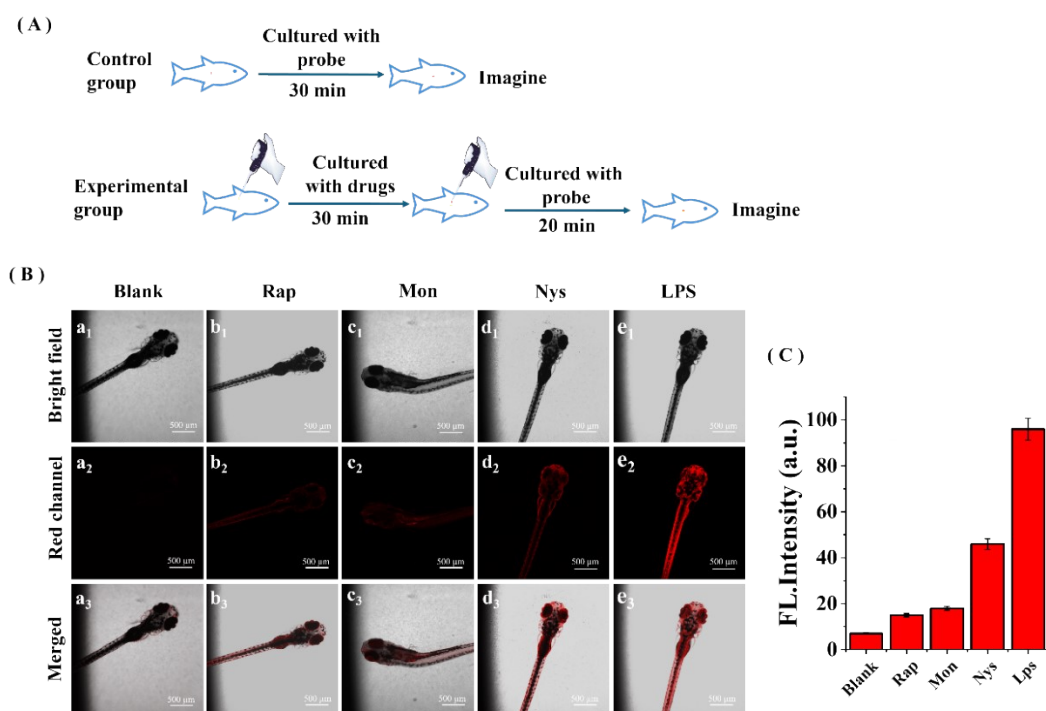 ( A )
Control
group
Cultured with
probe
30 min
Imagine
Experimental
group
Cultured
with drugs
30 min
Cultured with
probe
20 min
Imagine
( B )
Blank
Rap
Mon
Nys
LPS
Bright field
a1
500 μm
b1
500 μm
c1
500 μm
d1
500 μm
e1
500 μm
Red channel
a2
500 μm
b2
500 μm
c2
500 μm
d2
500 μm
e2
500 μm
Merged
a3
500 μm
b3
500 μm
c3
500 μm
d3
500 μm
e3
500 μm
( C )
FL.Intensity (a.u.)
100
80
60
40
20
0
Blank
Rap
Mon
Nys
Lps